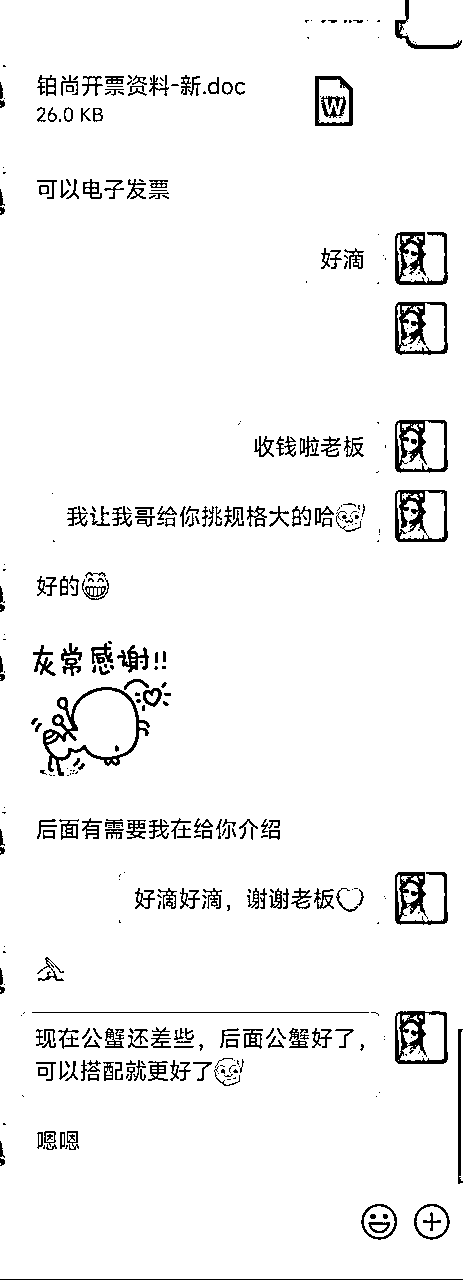 铂尚开票资料-新.doc
26.0 KB
W
可以电子发票
好滴
收钱啦老板
我让我哥给你挑规格大的哈
好的
灰常感谢!!
后面有需要我在给你介绍
好滴好滴，谢谢老板
现在公蟹还差些，后面公蟹好了，
可以搭配就更好了
嗯嗯